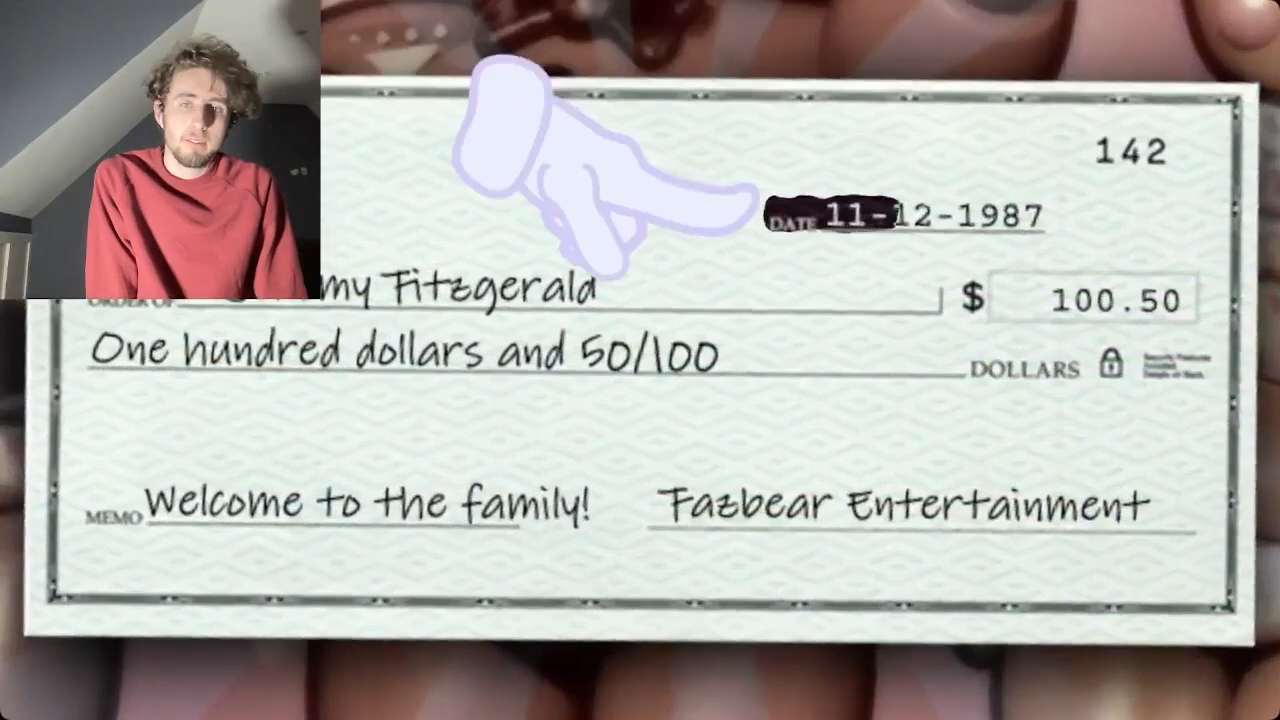 142
DATE 11-12-1987
ORDER OF my Fitzgerald $ 100.50
One hundred dollars and 50/100 DOLLARS
MEMO Welcome to the family! Fazbear Entertainment